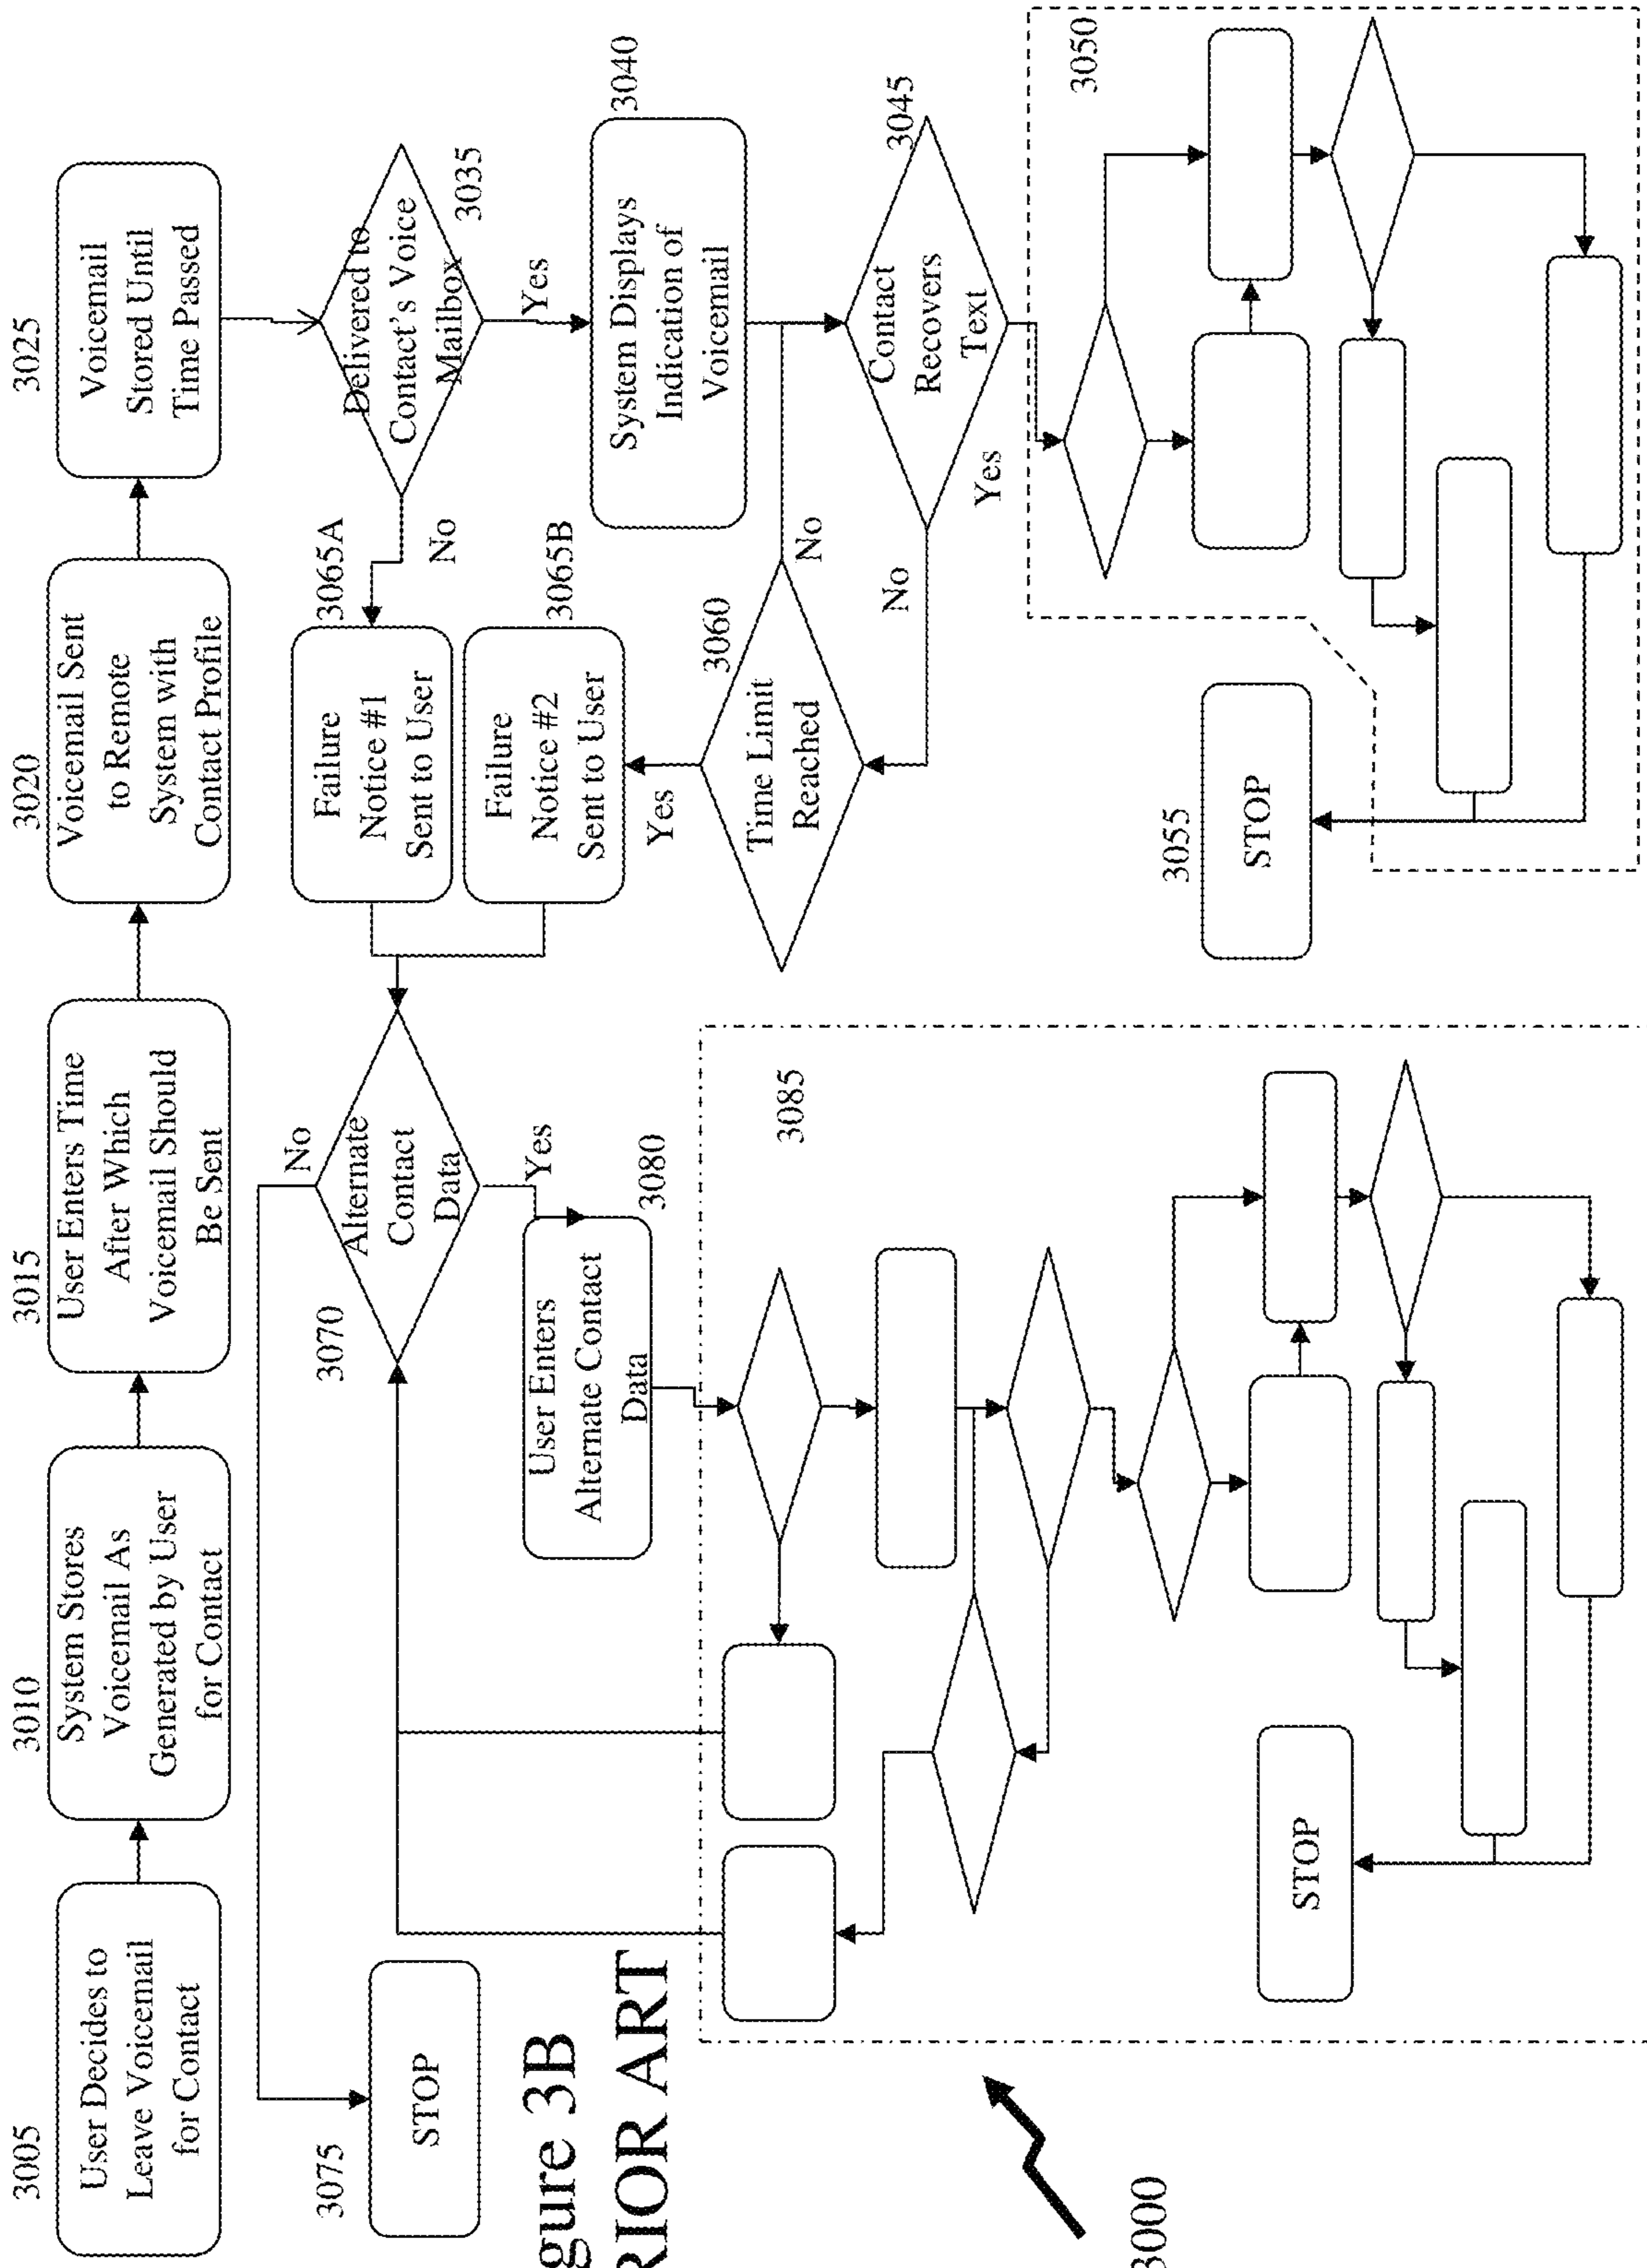 3005
User Decides to
Leave Voicemail
for Contact
3010
System Stores
Voicemail As
Generated by User
for Contact
3015
User Enters Time
After Which
Voicemail Should
Be Sent
3020
Voicemail Sent
to Remote
System with
Contact Profile
3025
Voicemail
Stored Until
Time Passed
Delivered to
Contact's Voice
Mailbox
3035
No
Yes
3065A
Failure
Notice #1
Sent to User
3065B
Failure
Notice #2
Sent to User
3040
System Displays
Indication of
Voicemail
3045
Contact
Recovers
Text
No
Yes
3060
Time Limit
Reached
No
Yes
3070
Alternate
Contact
Data
No
Yes
3075
STOP
3080
User Enters
Alternate Contact
Data
3085
STOP
3050
3055
STOP
gure 3B
RIOR ART
3000